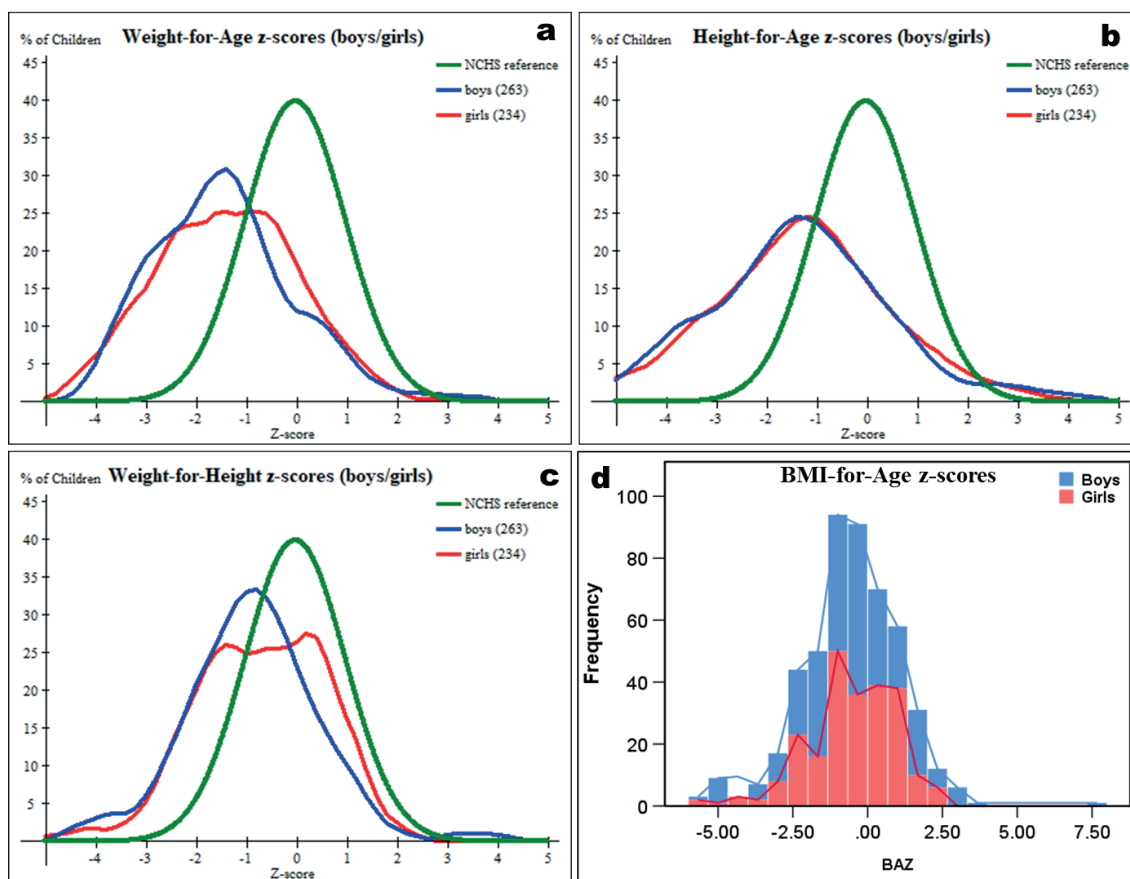 % of Children Weight-for-Age z-scores (boys/girls) a
NCHS reference
boys (263)
girls (234)
45
40
35
30
25
20
15
10
5
-4 -3 -2 -1 0 1 2 3 4 5
Z-score
% of Children Height-for-Age z-scores (boys/girls) b
NCHS reference
boys (263)
girls (234)
45
40
35
30
25
20
15
10
5
-4 -3 -2 -1 0 1 2 3 4 5
Z-score
% of Children Weight-for-Height z-scores (boys/girls) c
NCHS reference
boys (263)
girls (234)
45
40
35
30
25
20
15
10
5
-4 -3 -2 -1 0 1 2 3 4 5
Z-score
d BMI-for-Age z-scores
Boys
Girls
100
80
60
40
20
0
Frequency
-5.00 -2.50 .00 2.50 5.00 7.50
BAZ